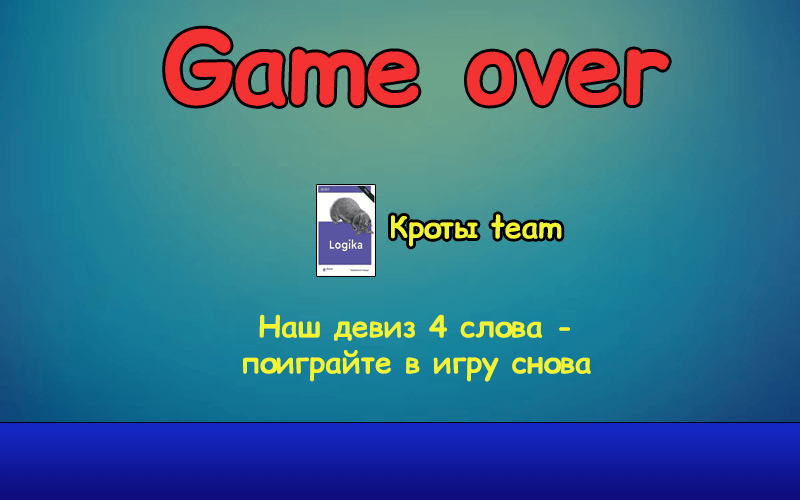 Game over
Logika
Кроты team
Наш девиз 4 слова -
поиграйте в игру снова